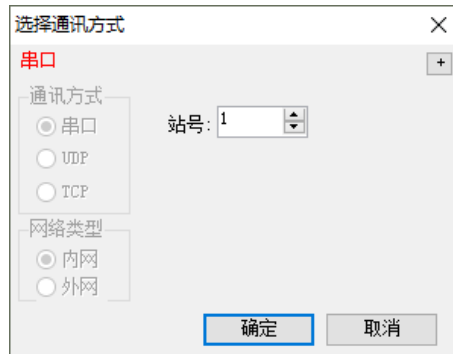 选择通讯方式
串口
+
通讯方式
串口
站号: 1
UDP
TCP
网络类型
内网
外网
确定 取消